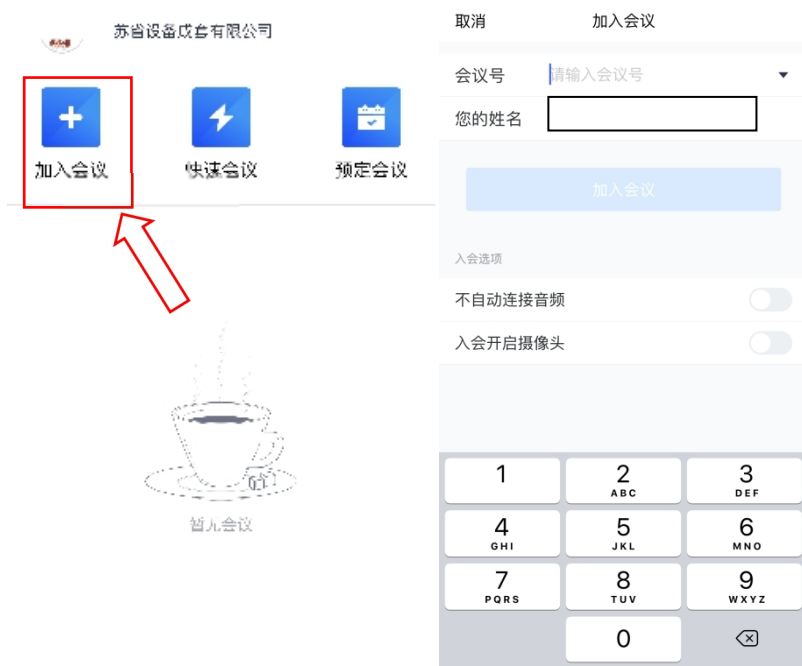 苏省设备成套有限公司
加入会议
快速会议
预定会议
暂无会议
取消
加入会议
会议号
请输入会议号
您的姓名
加入会议
入会选项
不自动连接音频
入会开启摄像头
1
2
ABC
3
DEF
4
GHI
5
JKL
6
MNO
7
PQRS
8
TUV
9
WXYZ
0